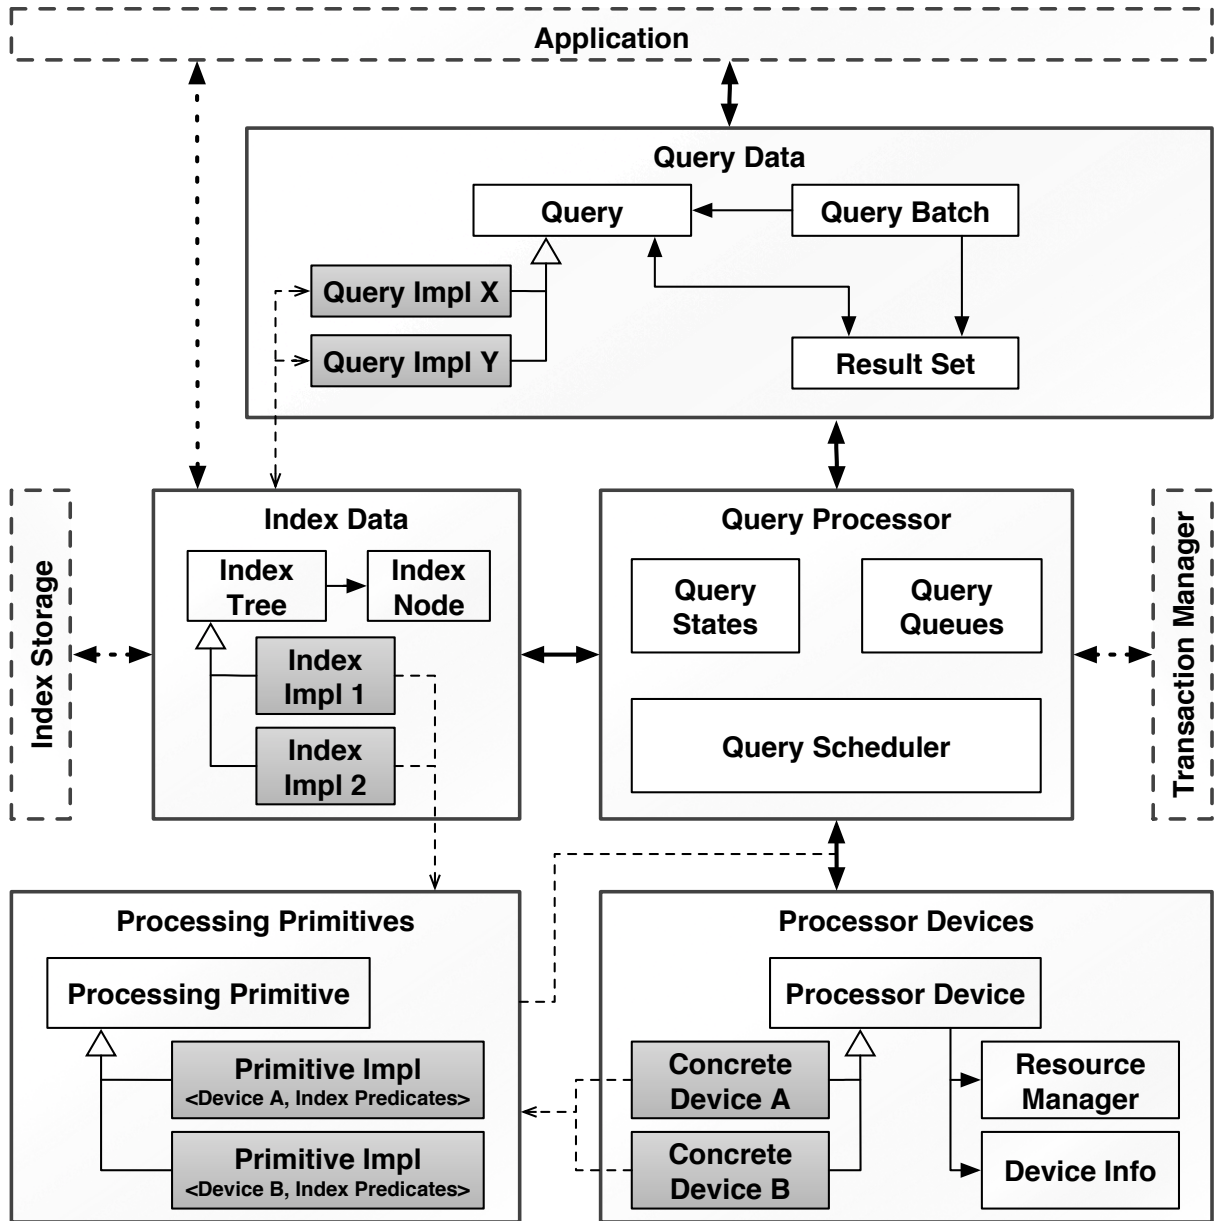 Application
Query Data
Query
Query Batch
Query Impl X
Query Impl Y
Result Set
Index Storage
Index Data
Index
Tree
Index
Node
Index
Impl 1
Index
Impl 2
Query Processor
Query
States
Query
Queues
Query Scheduler
Transaction Manager
Processing Primitives
Processing Primitive
Primitive Impl
<Device A, Index Predicates>
Primitive Impl
<Device B, Index Predicates>
Processor Devices
Processor Device
Concrete
Device A
Concrete
Device B
Resource
Manager
Device Info